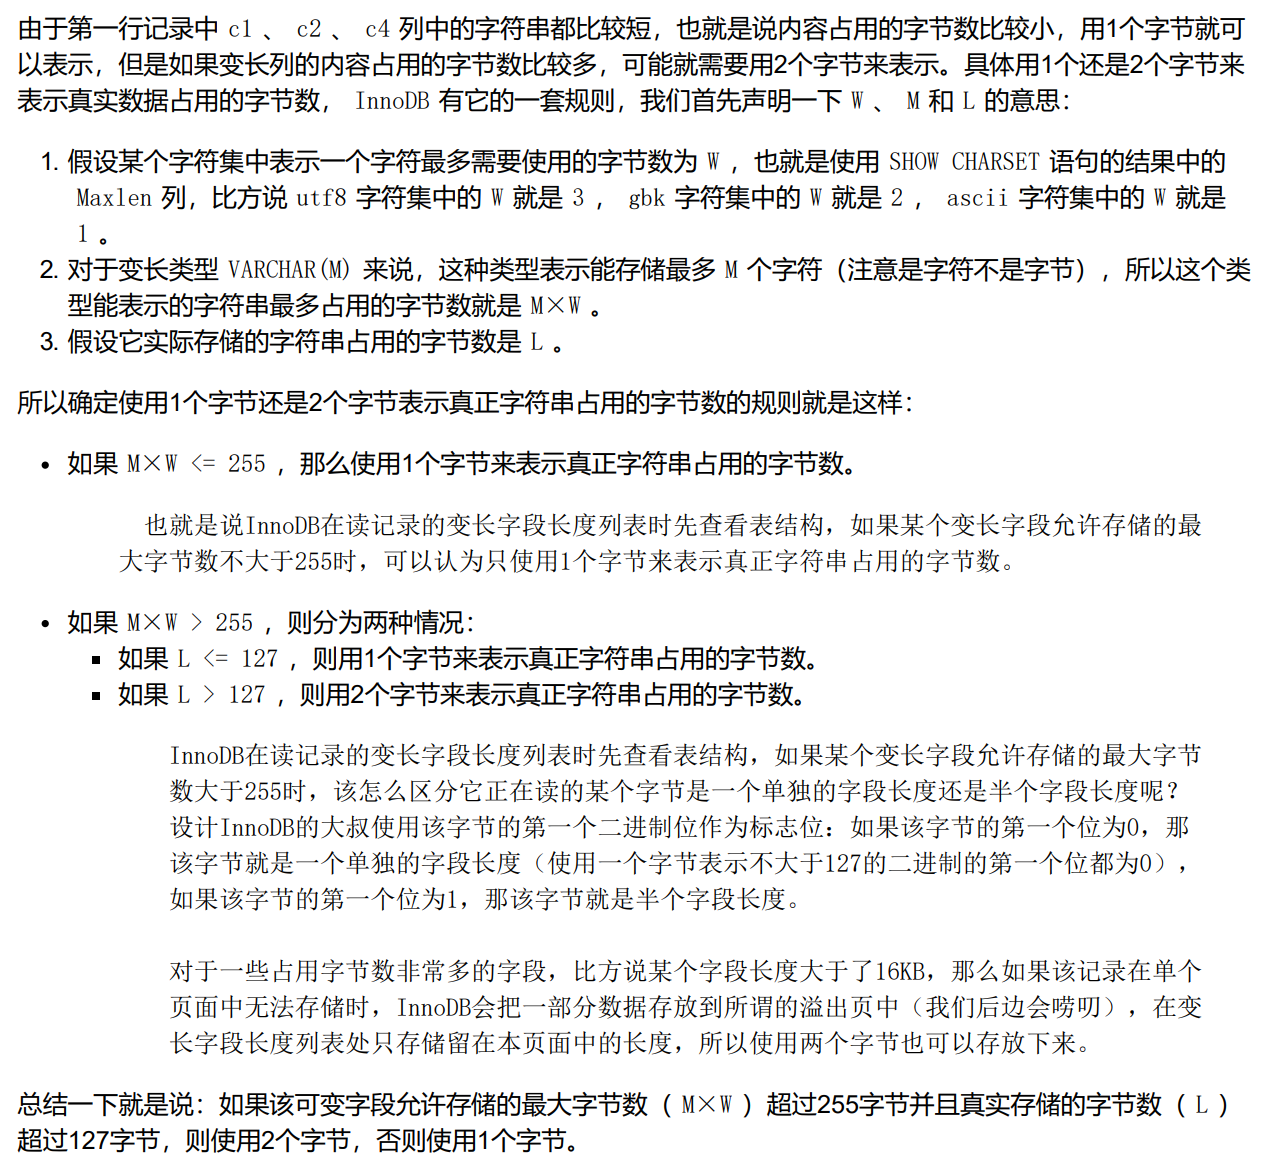 由于第一行记录中 c1 、 c2 、 c4 列中的字符串都比较短，也就是说内容占用的字节数比较小，用1个字节就可
以表示，但是如果变长列的内容占用的字节数比较多，可能就需要用2个字节来表示。具体用1个还是2个字节来
表示真实数据占用的字节数， InnoDB 有它的一套规则，我们首先声明一下 W 、 M 和 L 的意思：
1. 假设某个字符集中表示一个字符最多需要使用的字节数为 W ，也就是使用 SHOW CHARSET 语句的结果中的
Maxlen 列，比方说 utf8 字符集中的 W 就是 3 ， gbk 字符集中的 W 就是 2 ， ascii 字符集中的 W 就是
1 。
2. 对于变长类型 VARCHAR(M) 来说，这种类型表示能存储最多 M 个字符（注意是字符不是字节），所以这个类
型能表示的字符串最多占用的字节数就是 M×W 。
3. 假设它实际存储的字符串占用的字节数是 L 。
所以确定使用1个字节还是2个字节表示真正字符串占用的字节数的规则就是这样：
• 如果 M×W <= 255 ，那么使用1个字节来表示真正字符串占用的字节数。
也就是说InnoDB在读记录的变长字段长度列表时先查看表结构，如果某个变长字段允许存储的最
大字节数不大于255时，可以认为只使用1个字节来表示真正字符串占用的字节数。
• 如果 M×W > 255 ，则分为两种情况：
▪ 如果 L <= 127 ，则用1个字节来表示真正字符串占用的字节数。
▪ 如果 L > 127 ，则用2个字节来表示真正字符串占用的字节数。
InnoDB在读记录的变长字段长度列表时先查看表结构，如果某个变长字段允许存储的最大字节
数大于255时，该怎么区分它正在读的某个字节是一个单独的字段长度还是半个字段长度呢？
设计InnoDB的大叔使用该字节的第一个二进制位作为标志位：如果该字节的第一个位为0，那
该字节就是一个单独的字段长度（使用一个字节表示不大于127的二进制的第一个位都为0），
如果该字节的第一个位为1，那该字节就是半个字段长度。
对于一些占用字节数非常多的字段，比方说某个字段长度大于了16KB，那么如果该记录在单个
页面中无法存储时，InnoDB会把一部分数据存放到所谓的溢出页中（我们后边会唠叨），在变
长字段长度列表处只存储留在本页面中的长度，所以使用两个字节也可以存放下来。
总结一下就是说：如果该可变字段允许存储的最大字节数（ M×W ）超过255字节并且真实存储的字节数（ L ）
超过127字节，则使用2个字节，否则使用1个字节。